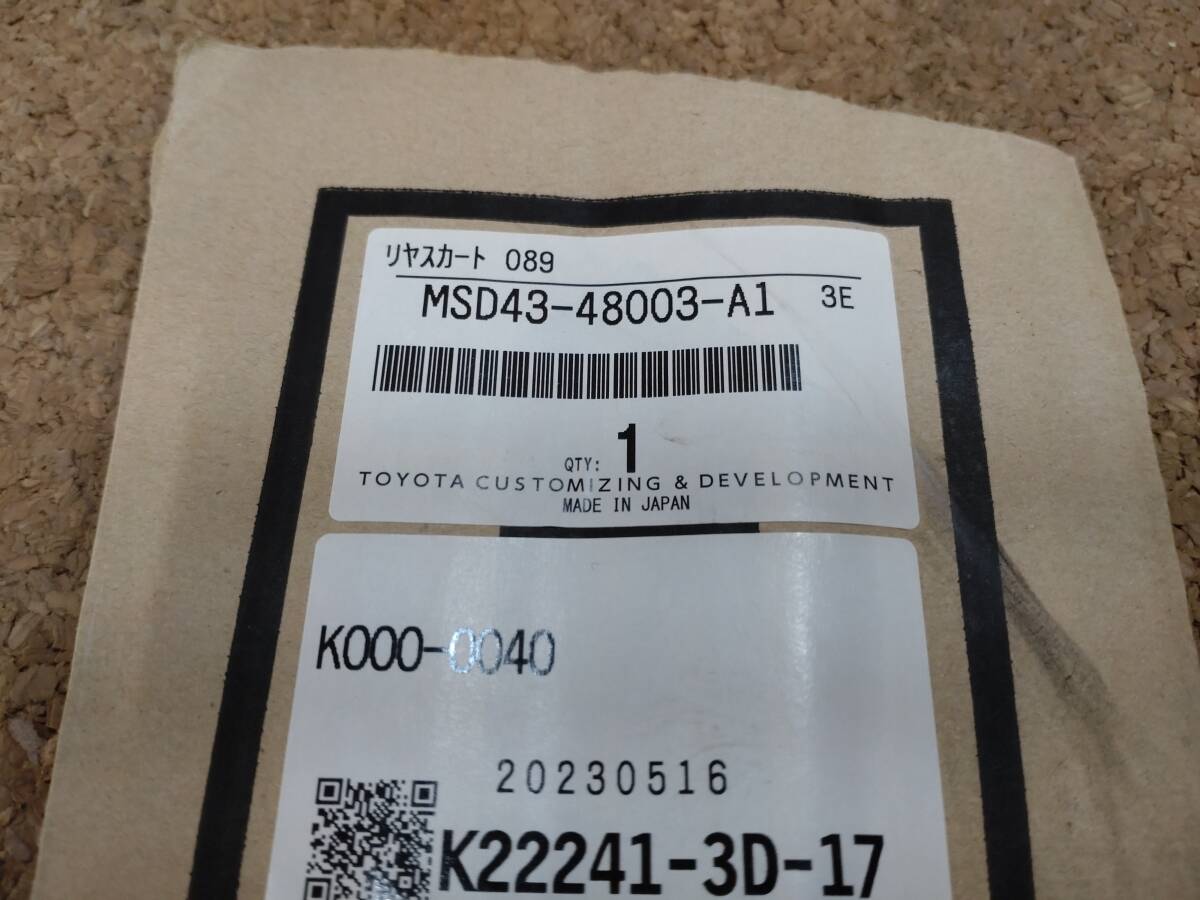 リヤスカート 089
MSD43-48003-A1 3E
QTY: 1
TOYOTA CUSTOMIZING & DEVELOPMENT
MADE IN JAPAN
K000-0040
20230516
K22241-3D-17